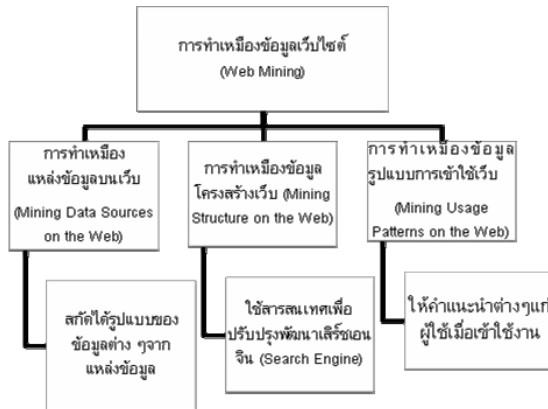 การทำเหมืองข้อมูลเว็บไซต์
(Web Mining)
การทำเหมือง
แหล่งข้อมูลบนเว็บ
(Mining Data Sources
on the Web)
การทำเหมืองข้อมูล
โครงสร้างเว็บ (Mining
Structure on the Web)
การทำเหมืองข้อมูล
รูปแบบการเข้าใช้เว็บ
(Mining Usage
Patterns on the Web)
สกัดได้รูปแบบของ
ข้อมูลต่าง ๆจาก
แหล่งข้อมูล
ใช้สารสนเทศเพื่อ
ปรับปรุงพัฒนาเสิร์ชเอน
จิน (Search Engine)
ให้คำแนะนำต่างๆแก่
ผู้ใช้เมื่อเข้าใช้งาน